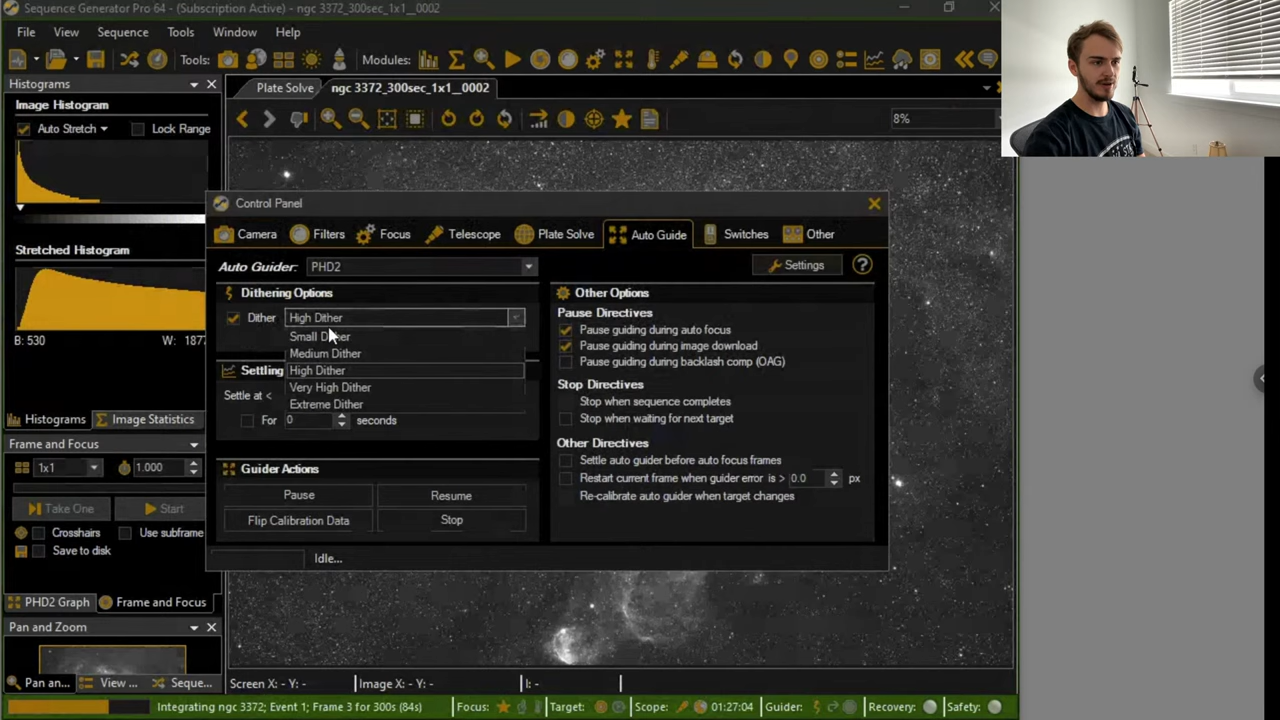 Sequence Generator Pro 64 - (Subscription Active) - ngc 3372_300sec_1x1__0002
File View Sequence Tools Window Help
Tools: Modules:
Histograms
Plate Solve ngc 3372_300sec_1x1__0002
Image Histogram
Auto Stretch Lock Range
8%
Stretched Histogram
B: 530 W: 1877
Histograms Image Statistics
Frame and Focus
1x1 1.000
Take One Start
Crosshairs Use subframe
Save to disk
PHD2 Graph Frame and Focus
Pan and Zoom
Pan an... View ... Seque...
Control Panel
Camera Filters Focus Telescope Plate Solve Auto Guide Switches Other
Auto Guider: PHD2 Settings
Dithering Options
Dither High Dither
Small Dither
Medium Dither
High Dither
Very High Dither
Extreme Dither
Settling
Settle at <
For 0 seconds
Guider Actions
Pause Resume
Flip Calibration Data Stop
Idle...
Other Options
Pause Directives
Pause guiding during auto focus
Pause guiding during image download
Pause guiding during backlash comp (OAG)
Stop Directives
Stop when sequence completes
Stop when waiting for next target
Other Directives
Settle auto guider before auto focus frames
Restart current frame when guider error is > 0.0 px
Re-calibrate auto guider when target changes
Screen X: - Y: - Image X: - Y: - I: -
Integrating ngc 3372; Event 1; Frame 3 for 300s (84s) Focus: Target: Scope: 01:27:04 Guider: Recovery: Safety: